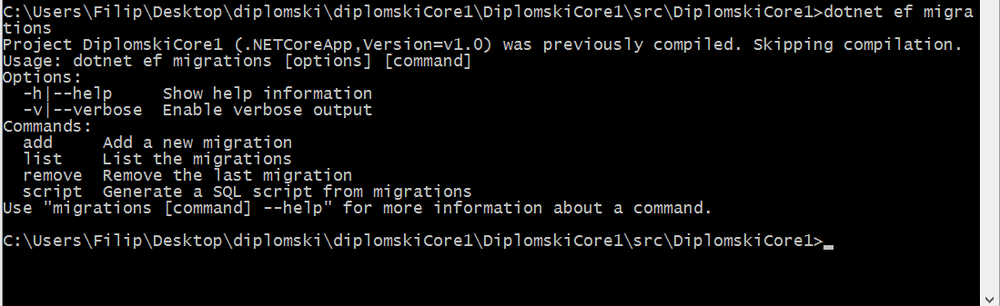 C:\Users\Filip\Desktop\diplomski\diplomskiCore1\DiplomskiCore1\src\DiplomskiCore1>dotnet ef migra
tions
Project DiplomskiCore1 (.NETCoreApp,Version=v1.0) was previously compiled. Skipping compilation.
Usage: dotnet ef migrations [options] [command]
Options:
  -h|--help     Show help information
  -v|--verbose  Enable verbose output
Commands:
  add     Add a new migration
  list    List the migrations
  remove  Remove the last migration
  script  Generate a SQL script from migrations
Use "migrations [command] --help" for more information about a command.
C:\Users\Filip\Desktop\diplomski\diplomskiCore1\DiplomskiCore1\src\DiplomskiCore1>